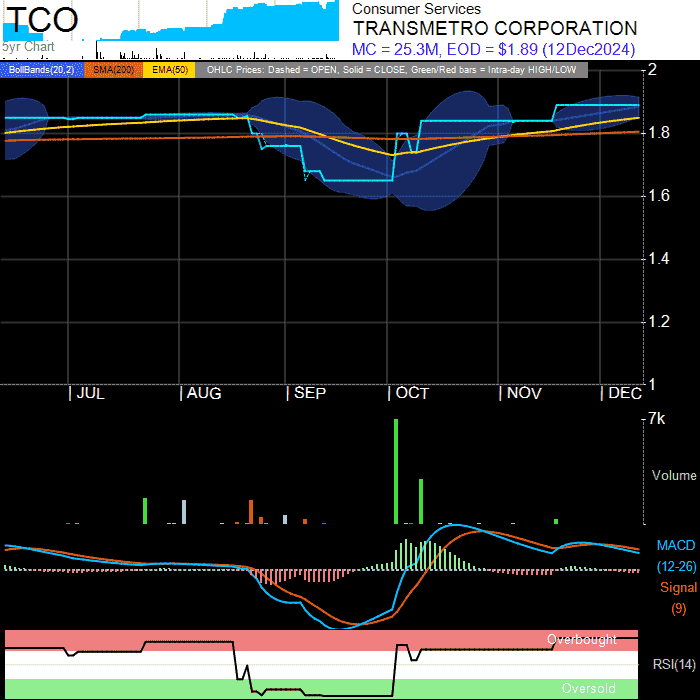 TCO
5yr Chart
Consumer Services
TRANSMETRO CORPORATION
MC = 25.3M, EOD = $1.89 (12Dec2024)
BollBands(20,2) SMA(200) EMA(50) OHLC Prices: Dashed = OPEN, Solid = CLOSE, Green/Red bars = Intra-day HIGH/LOW
2
1.8
1.6
1.4
1.2
1
JUL AUG SEP OCT NOV DEC
7k
Volume
MACD
(12-26)
Signal
(9)
Overbought
RSI(14)
Oversold